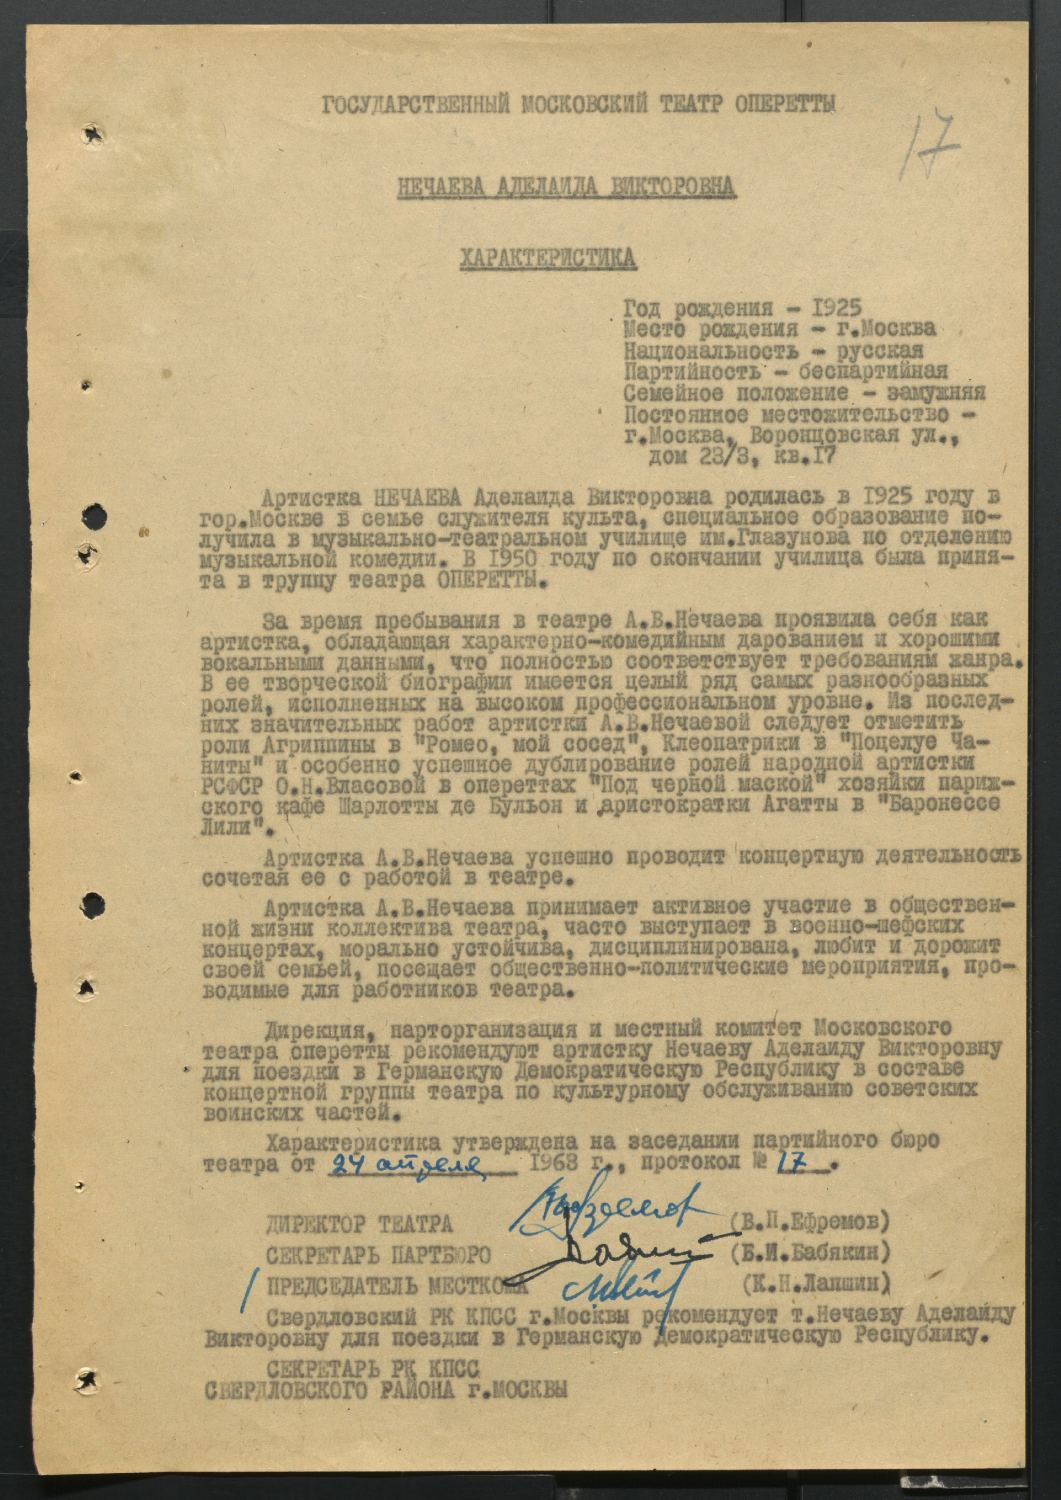 ГОСУДАРСТВЕННЫЙ МОСКОВСКИЙ ТЕАТР ОПЕРЕТТЫ
17
НЕЧАЕВА АДЕЛАИДА ВИКТОРОВНА
ХАРАКТЕРИСТИКА
Год рождения – 1925
Место рождения – г.Москва
Национальность – русская
Партийность – беспартийная
Семейное положение – замужняя
Постоянное местожительство –
г.Москва, Воронцовская ул.,
дом 23/3, кв.17
Артистка НЕЧАЕВА Аделаида Викторовна родилась в 1925 году в
гор.Москве в семье служителя культа, специальное образование по-
лучила в музыкально-театральном училище им.Глазунова по отделению
музыкальной комедии. В 1950 году по окончании училища была приня-
та в труппу театра ОПЕРЕТТЫ.
За время пребывания в театре А.В.Нечаева проявила себя как
артистка, обладающая характерно-комедийным дарованием и хорошими
вокальными данными, что полностью соответствует требованиям жанра.
В ее творческой биографии имеется целый ряд самых разнообразных
ролей, исполненных на высоком профессиональном уровне. Из послед-
них значительных работ артистки А.В.Нечаевой следует отметить
роли Агриппины в "Ромео, мой сосед", Клеопатрики в "Поцелуе Ча-
ниты" и особенно успешное дублирование ролей народной артистки
РСФСР О.Н.Власовой в опереттах "Под черной маской" хозяйки париж-
ского кафе Шарлотты де Бульон и аристократки Агатты в "Баронессе
Лили".
Артистка А.В.Нечаева успешно проводит концертную деятельность
сочетая ее с работой в театре.
Артистка А.В.Нечаева принимает активное участие в обществен-
ной жизни коллектива театра, часто выступает в военно-шефских
концертах, морально устойчива, дисциплинирована, любит и дорожит
своей семьей, посещает общественно-политические мероприятия, про-
водимые для работников театра.
Дирекция, парторганизация и местный комитет Московского
театра оперетты рекомендуют артистку Нечаеву Аделаиду Викторовну
для поездки в Германскую Демократическую Республику в составе
концертной группы театра по культурному обслуживанию советских
воинских частей.
Характеристика утверждена на заседании партийного бюро
театра от 24 апреля 1963 г., протокол № 17.
ДИРЕКТОР ТЕАТРА (В.П.Ефремов)
СЕКРЕТАРЬ ПАРТБЮРО (Б.И.Бабякин)
ПРЕДСЕДАТЕЛЬ МЕСТКОМА (К.Н.Лапшин)
Свердловский РК КПСС г.Москвы рекомендует т.Нечаеву Аделаиду
Викторовну для поездки в Германскую Демократическую Республику.
СЕКРЕТАРЬ РК КПСС
СВЕРДЛОВСКОГО РАЙОНА г.МОСКВЫ